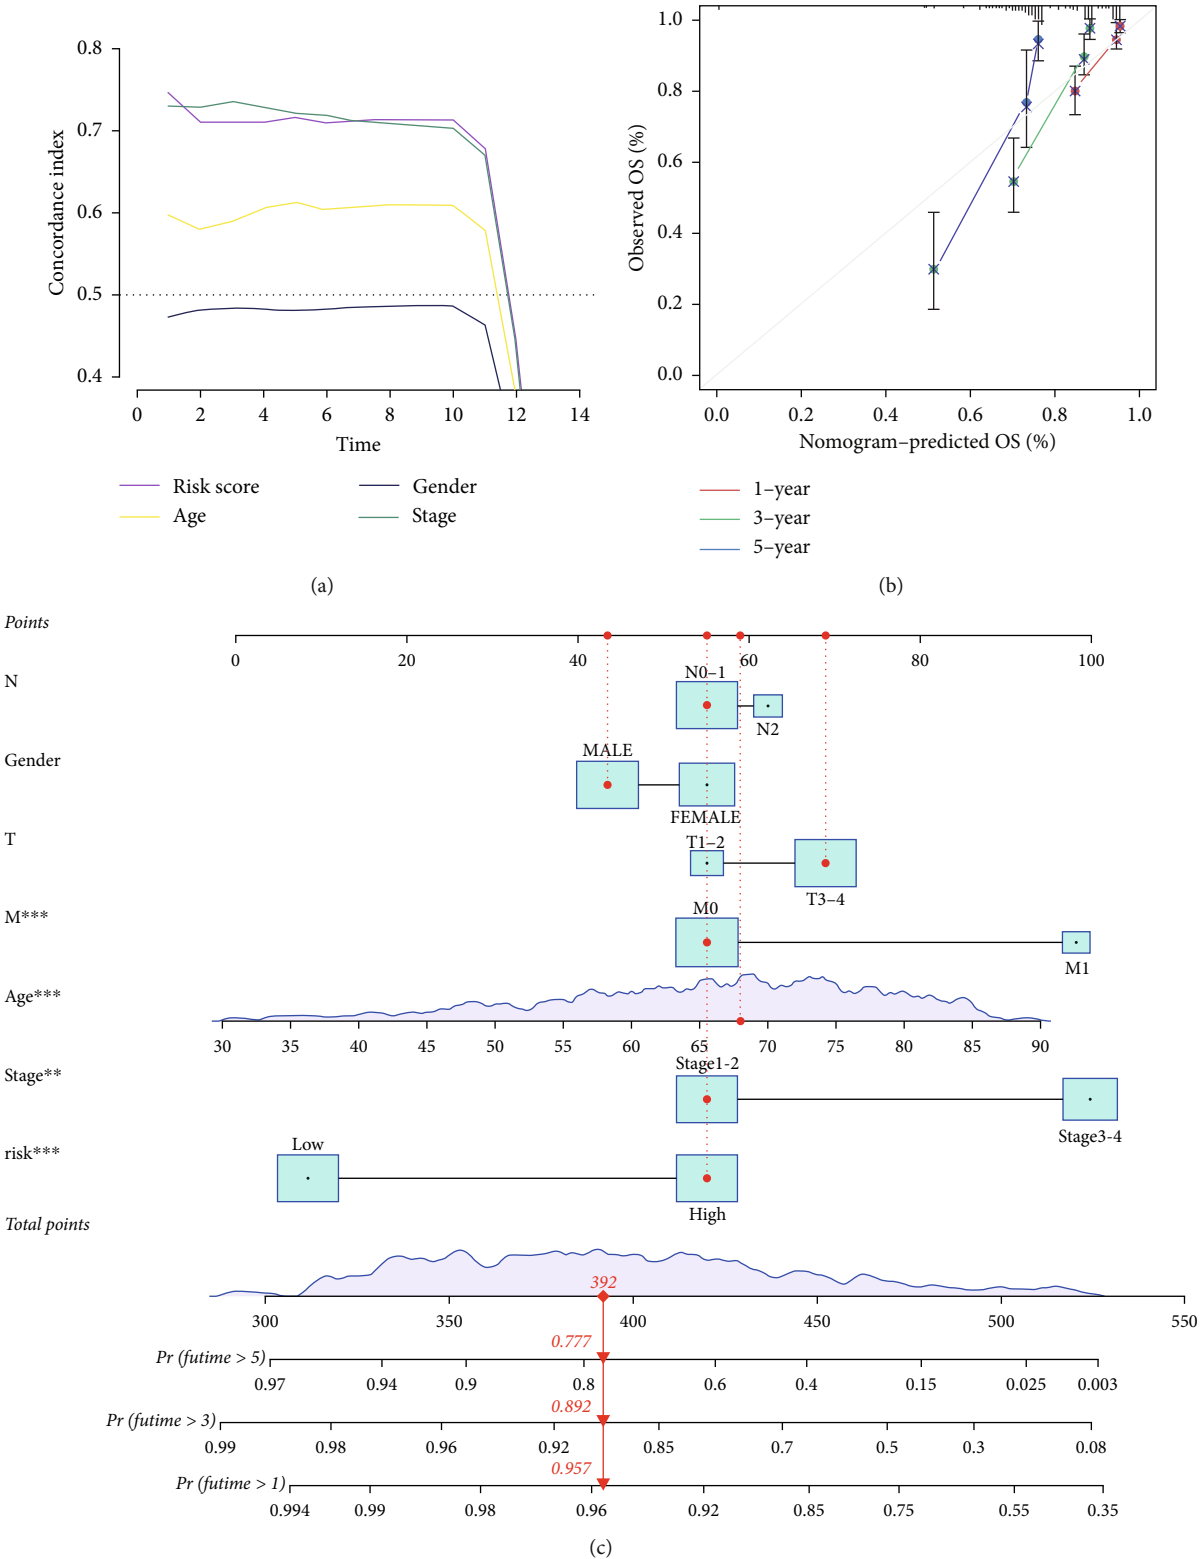 0.8
0.7
0.6
0.5
0.4
Concordance index
0 2 4 6 8 10 12 14
Time
Risk score Gender
Age Stage
(a)
1.0
0.8
0.6
0.4
0.2
0.0
Observed OS (%)
0.0 0.2 0.4 0.6 0.8 1.0
Nomogram–predicted OS (%)
1–year
3–year
5–year
(b)
Points
0 20 40 60 80 100
N
N0–1
N2
Gender
MALE
FEMALE
T
T1–2
T3–4
M***
M0
M1
Age***
30 35 40 45 50 55 60 65 70 75 80 85 90
Stage**
Stage1-2
Stage3-4
risk***
Low
High
Total points
392
300 350 400 450 500 550
0.777
Pr (futime > 5)
0.97 0.94 0.9 0.8 0.6 0.4 0.15 0.025 0.003
0.892
Pr (futime > 3)
0.99 0.98 0.96 0.92 0.85 0.7 0.5 0.3 0.08
0.957
Pr (futime > 1)
0.994 0.99 0.98 0.96 0.92 0.85 0.75 0.55 0.35
(c)